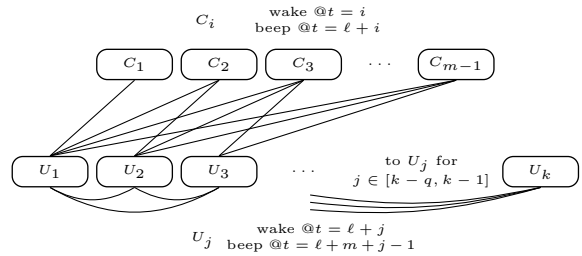 C_i wake @t = i
beep @t = ℓ + i
C_1 C_2 C_3 · · · C_{m−1}
to U_j for
j ∈ [k − q, k − 1]
U_1 U_2 U_3 · · · U_k
U_j wake @t = ℓ + j
beep @t = ℓ + m + j − 1